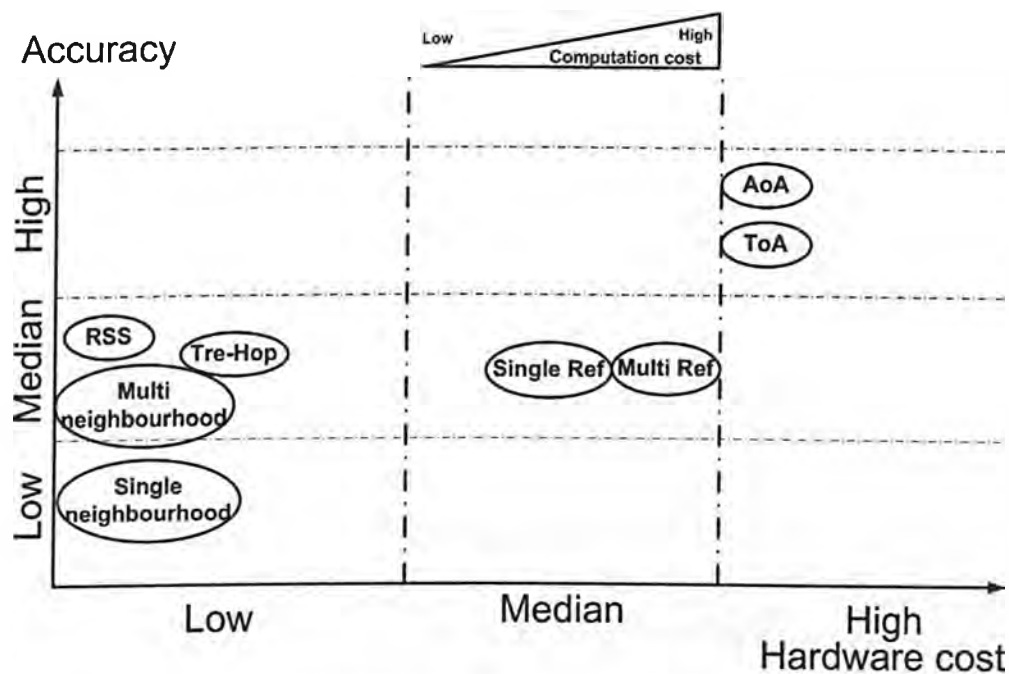 Low
High
Computation cost
Accuracy
High
Median
Low
AoA
ToA
RSS
Tre-Hop
Multi
neighbourhood
Single Ref
Multi Ref
Single
neighbourhood
Low
Median
High
Hardware cost